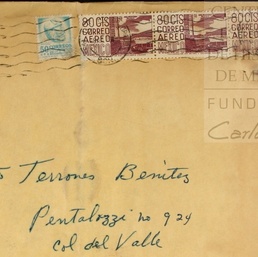 80 CTS 80 CTS 80 CTS
CORREO CORREO CORREO
AEREO AEREO AEREO
DE M
FUND
Carlo
Terrones Benitez
Pentalozzi no 924
Col del Valle